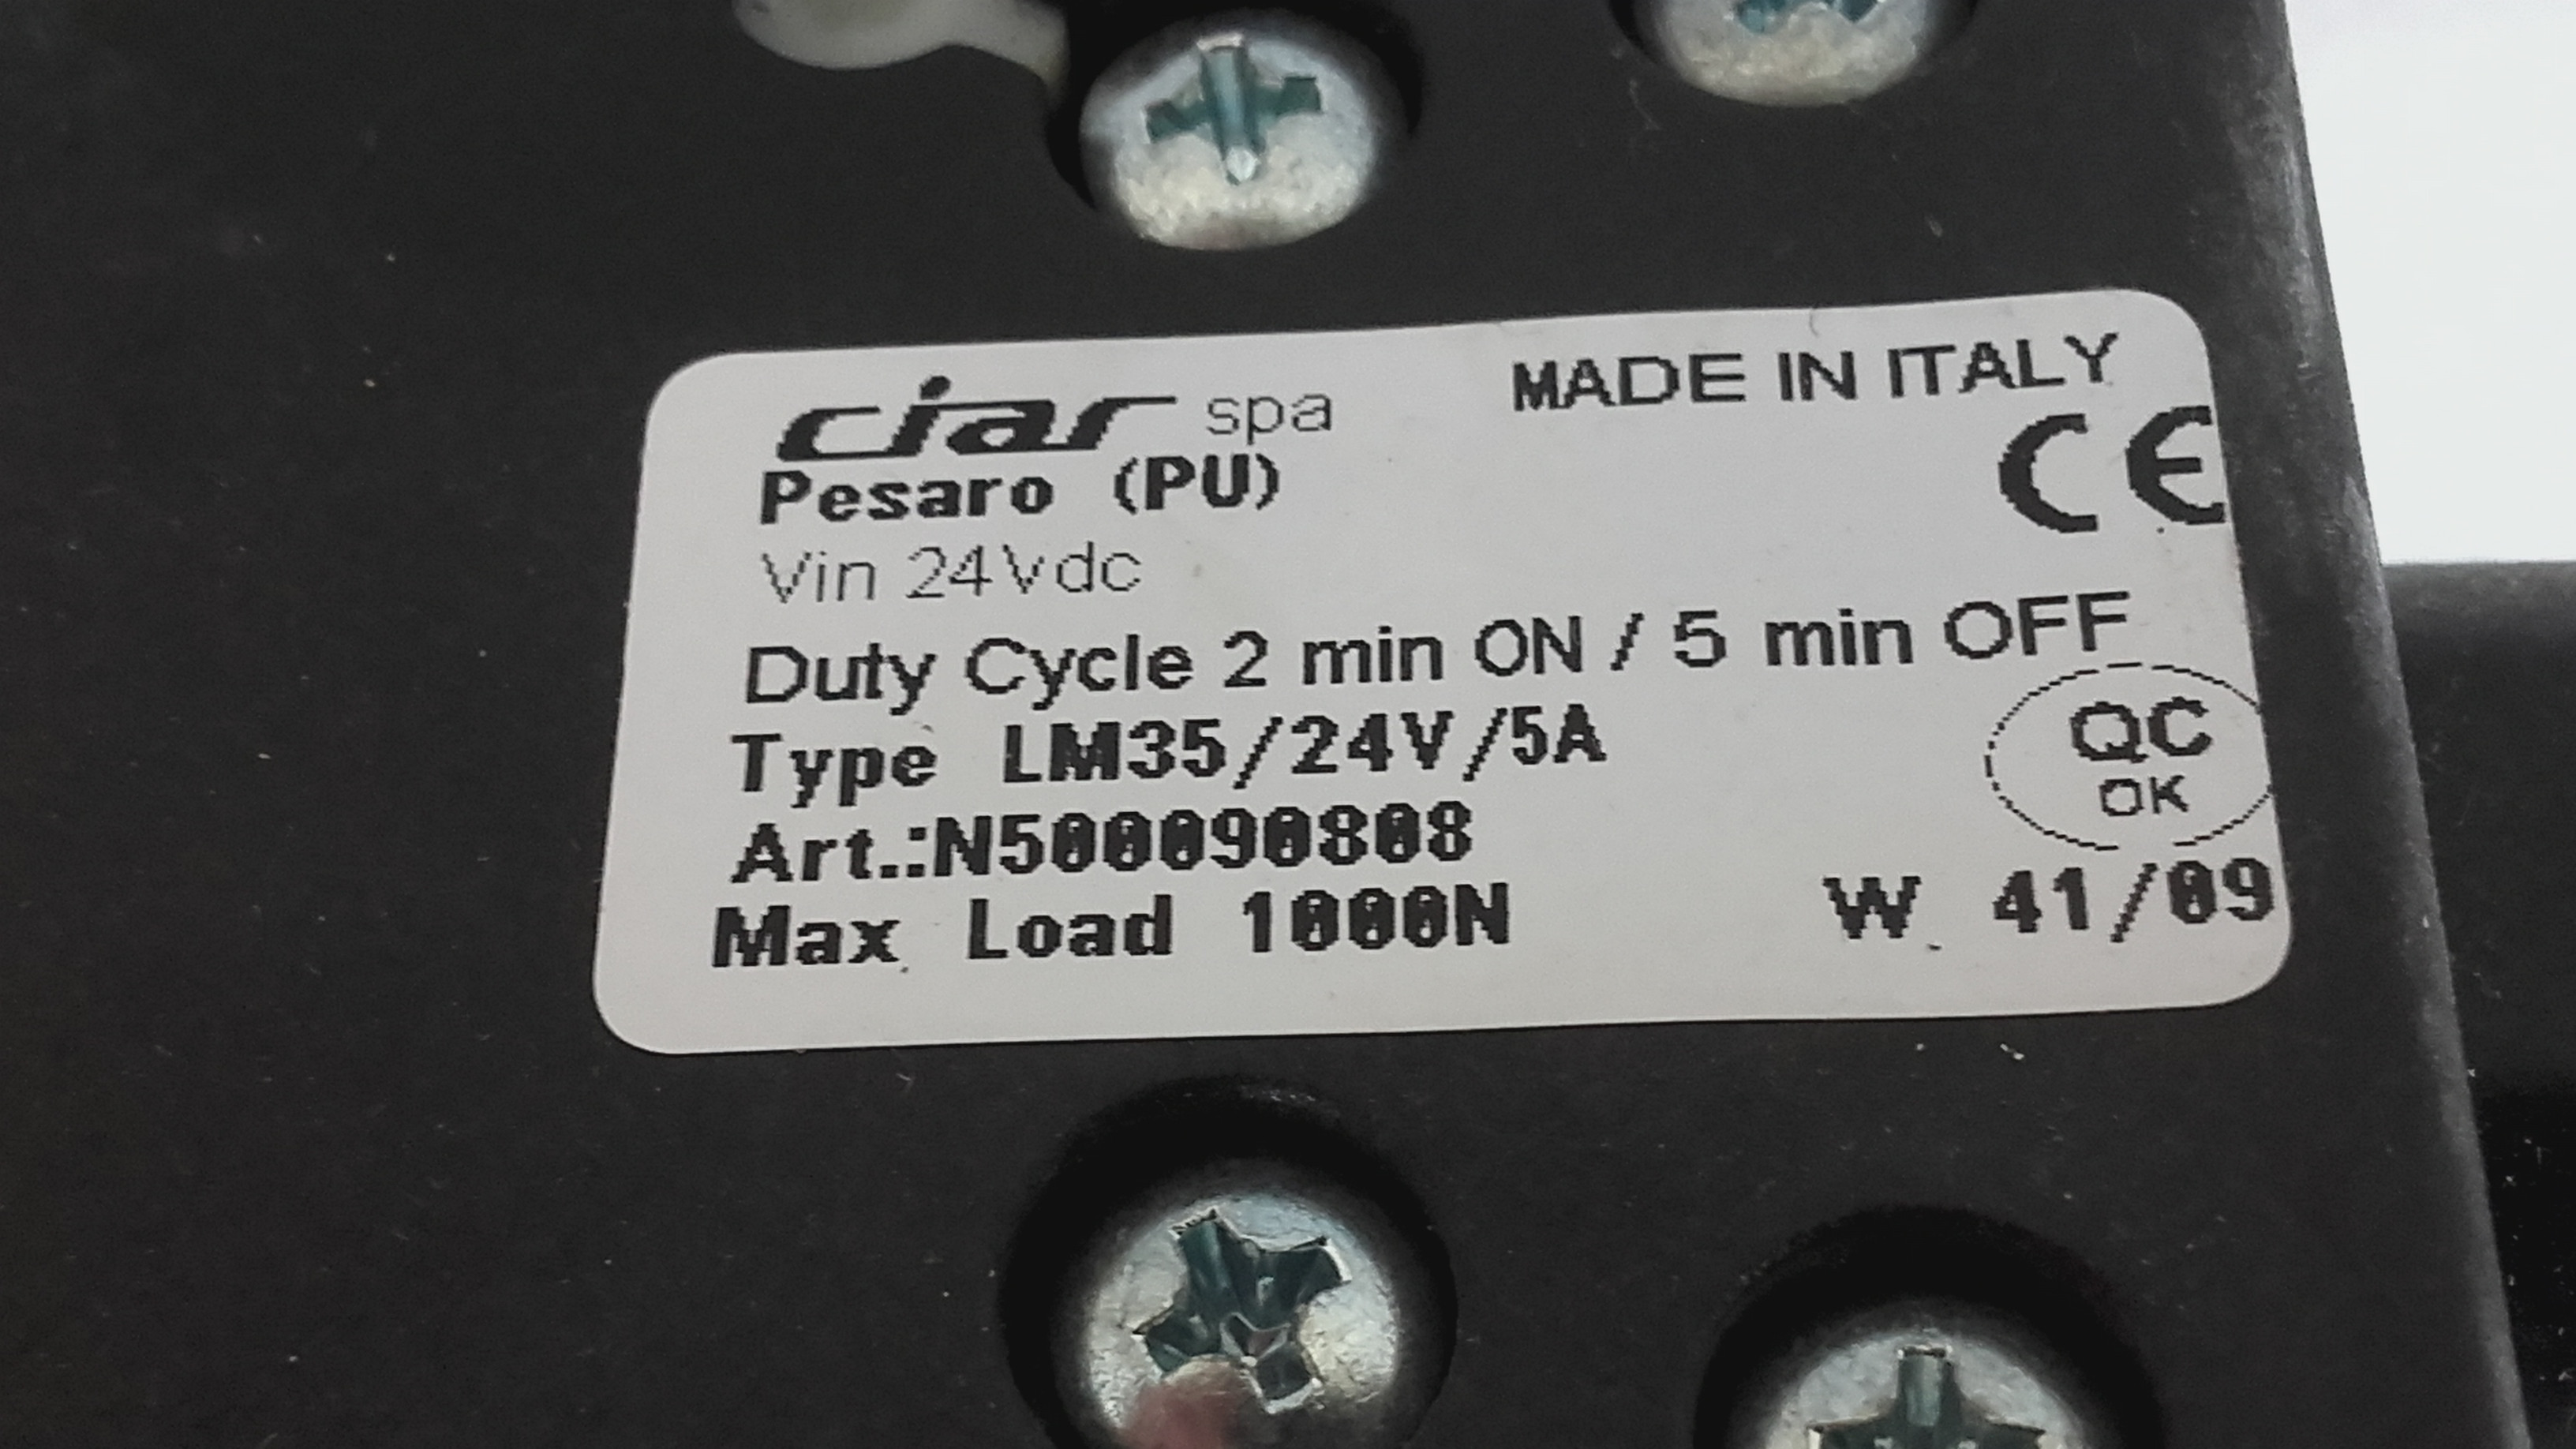 ciar spa MADE IN ITALY
CE
Pesaro (PU)
Vin 24Vdc
Duty Cycle 2 min ON / 5 min OFF
Type LM35/24V/5A
QC
OK
Art.:N500090808
Max Load 1000N W 41/09